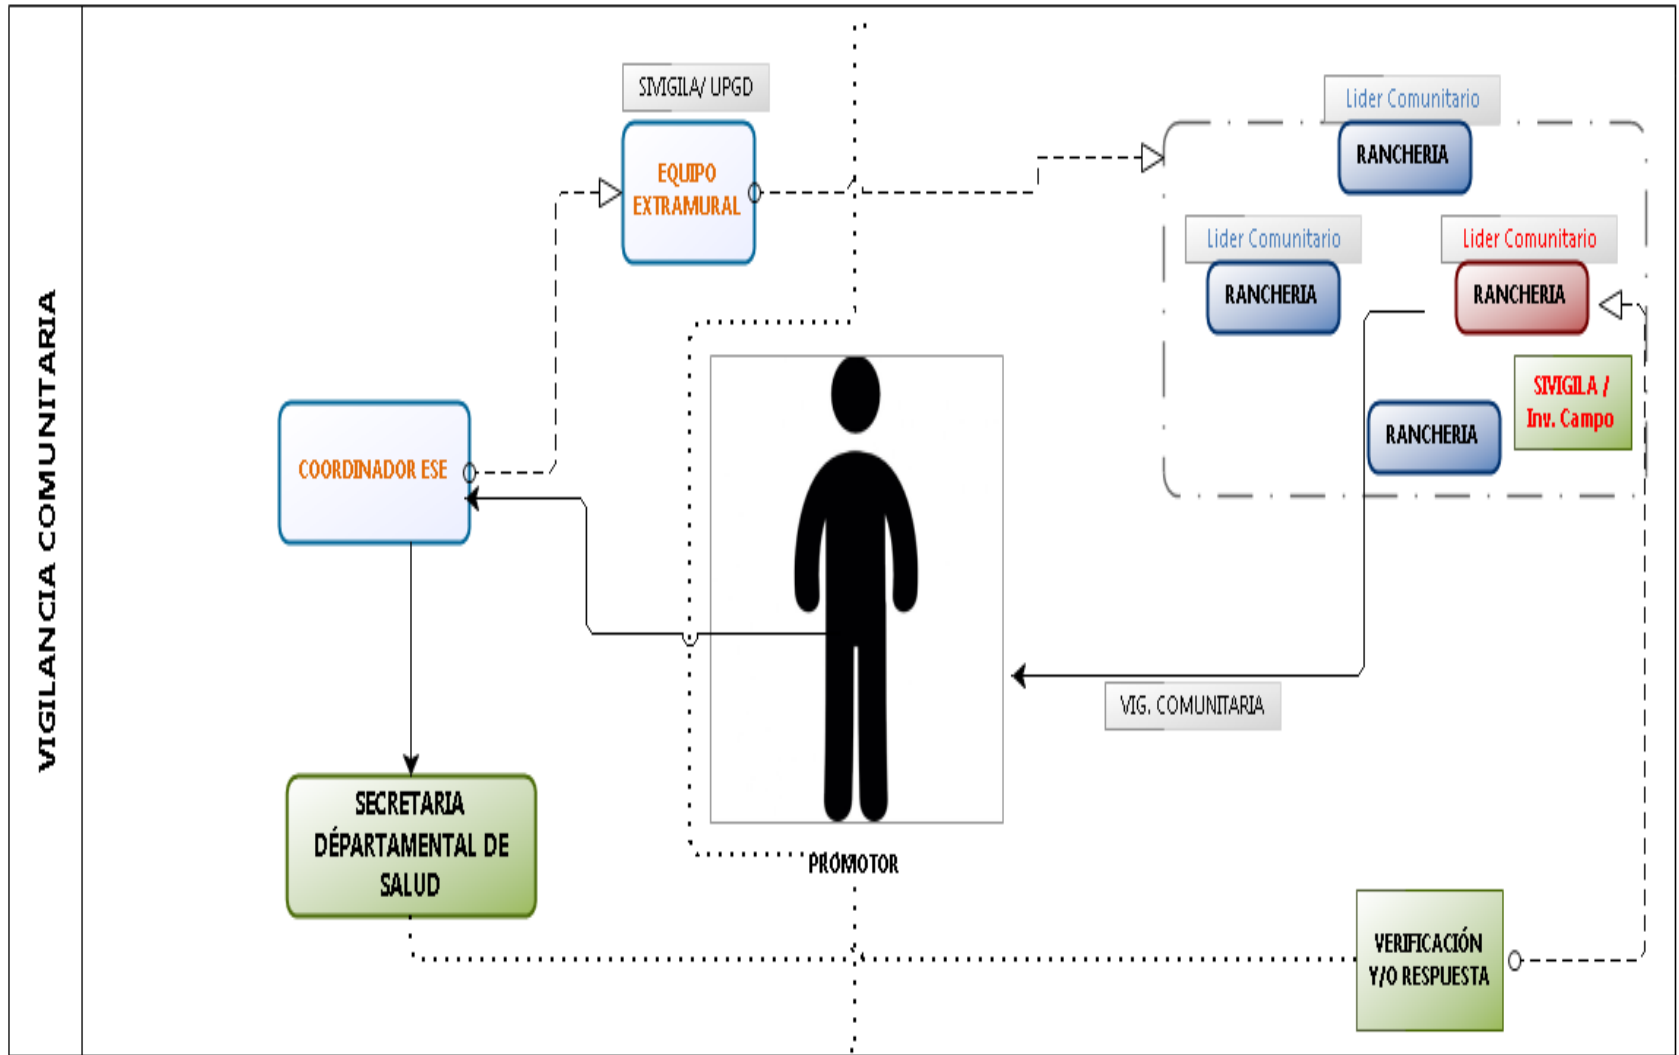 VIGILANCIA COMUNITARIA
SIVIGILA/ UPGD
EQUIPO
EXTRAMURAL
Lider Comunitario
RANCHERIA
Lider Comunitario
RANCHERIA
Lider Comunitario
RANCHERIA
SIVIGILA /
Inv. Campo
RANCHERIA
COORDINADOR ESE
VIG. COMUNITARIA
SECRETARIA
DÉPARTAMENTAL DE
SALUD
PROMOTOR
VERIFICACIÓN
Y/O RESPUESTA